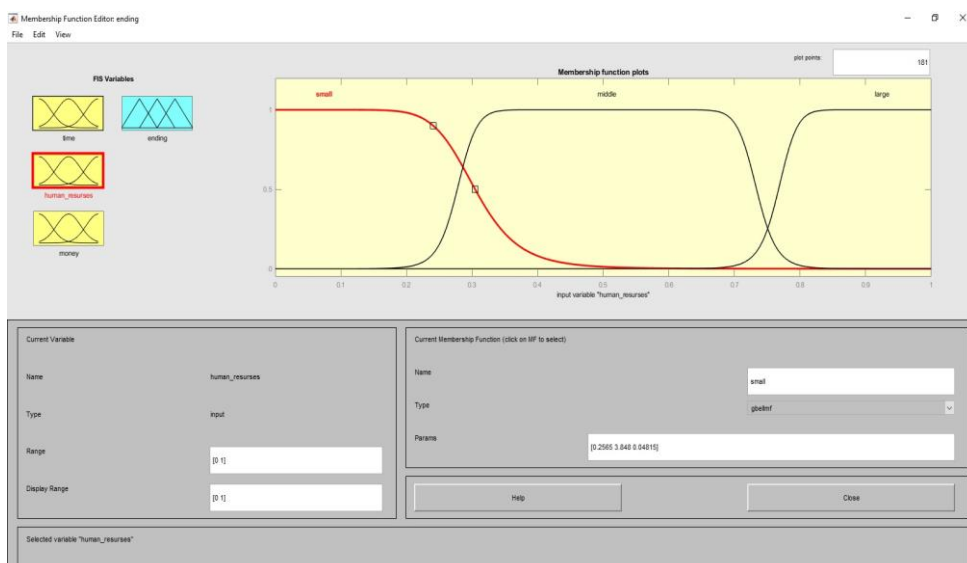 Membership Function Editor: ending
File Edit View
FIS Variables
time
ending
human_resurses
money
plot points:
181
Membership function plots
small
middle
large
1
0.5
0
0 0.1 0.2 0.3 0.4 0.5 0.6 0.7 0.8 0.9 1
input variable "human_resurses"
Current Variable
Name human_resurses
Type input
Range [0 1]
Display Range [0 1]
Current Membership Function (click on MF to select)
Name small
Type gbellmf
Params [0.2565 3.848 0.04815]
Help
Close
Selected variable "human_resurses"